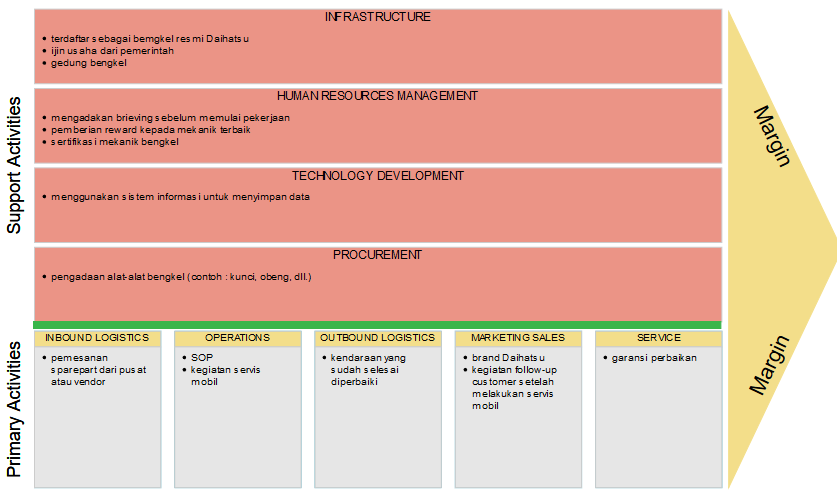 Support Activities
INFRASTRUCTURE
• terdaftar sebagai bemgkel resmi Daihatsu
• ijin usaha dari pemerintah
• gedung bengkel
HUMAN RESOURCES MANAGEMENT
• mengadakan brieving sebelum memulai pekerjaan
• pemberian reward kepada mekanik terbaik
• sertifikasi mekanik bengkel
TECHNOLOGY DEVELOPMENT
• menggunakan sistem informasi untuk menyimpan data
PROCUREMENT
• pengadaan alat-alat bengkel (contoh : kunci, obeng, dll.)
Margin
Primary Activities
INBOUND LOGISTICS
• pemesanan
sparepart dari pusat
atau vendor
OPERATIONS
• SOP
• kegiatan servis
mobil
OUTBOUND LOGISTICS
• kendaraan yang
sudah selesai
diperbaiki
MARKETING SALES
• brand Daihatsu
• kegiatan follow-up
customer setelah
melakukan servis
mobil
SERVICE
• garansi perbaikan
Margin